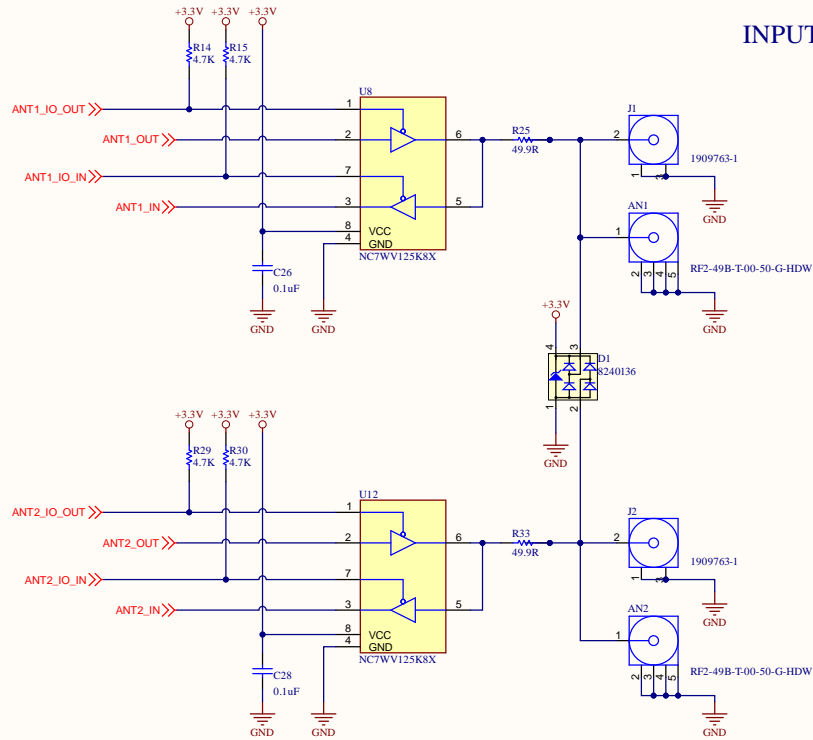 INPUT
+3.3V
+3.3V
+3.3V
R14
4.7K
R15
4.7K
U8
ANT1_IO_OUT
1
ANT1_OUT
2
6
ANT1_IO_IN
7
ANT1_IN
3
5
8
VCC
4
GND
NC7WV125K8X
C26
0.1uF
GND
GND
R25
49.9R
J1
2
1909763-1
1
3
GND
AN1
1
RF2-49B-T-00-50-G-HDW
2
3
4
5
GND
+3.3V
4
3
D1
8240136
1
2
GND
+3.3V
+3.3V
+3.3V
R29
4.7K
R30
4.7K
U12
ANT2_IO_OUT
1
ANT2_OUT
2
6
ANT2_IO_IN
7
ANT2_IN
3
5
8
VCC
4
GND
NC7WV125K8X
C28
0.1uF
GND
GND
R33
49.9R
J2
2
1909763-1
1
3
GND
AN2
1
RF2-49B-T-00-50-G-HDW
2
3
4
5
GND